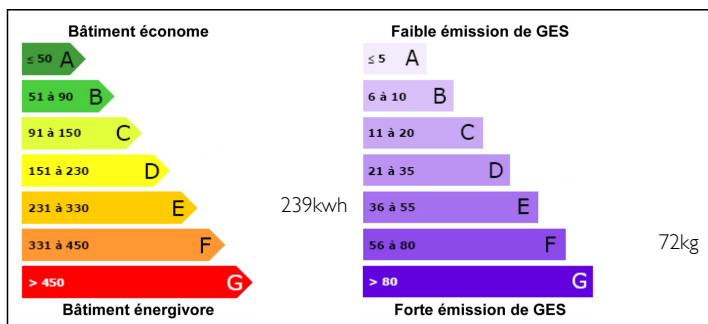 Bâtiment économe
≤ 50 A
51 à 90 B
91 à 150 C
151 à 230 D
231 à 330 E
239kwh
331 à 450 F
> 450 G
Bâtiment énergivore
Faible émission de GES
≤ 5 A
6 à 10 B
11 à 20 C
21 à 35 D
36 à 55 E
56 à 80 F
72kg
> 80 G
Forte émission de GES